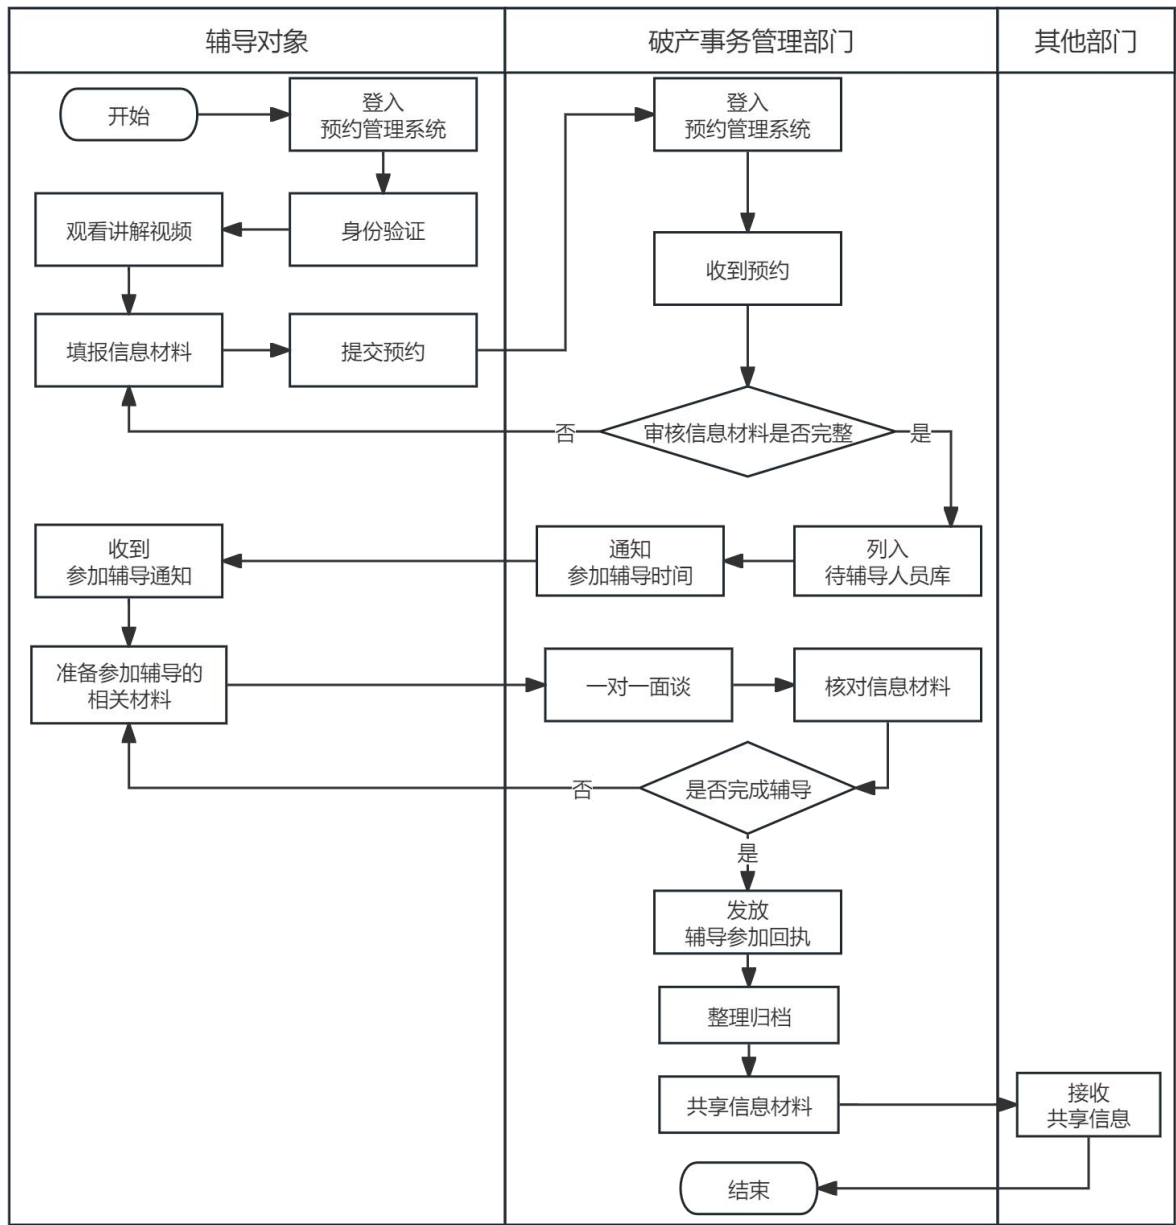 辅导对象
破产事务管理部门
其他部门
开始
登入
预约管理系统
登入
预约管理系统
观看讲解视频
身份验证
收到预约
填报信息材料
提交预约
否
审核信息材料是否完整
是
收到
参加辅导通知
通知
参加辅导时间
列入
待辅导人员库
准备参加辅导的
相关材料
一对一面谈
核对信息材料
否
是否完成辅导
是
发放
辅导参加回执
整理归档
共享信息材料
接收
共享信息
结束